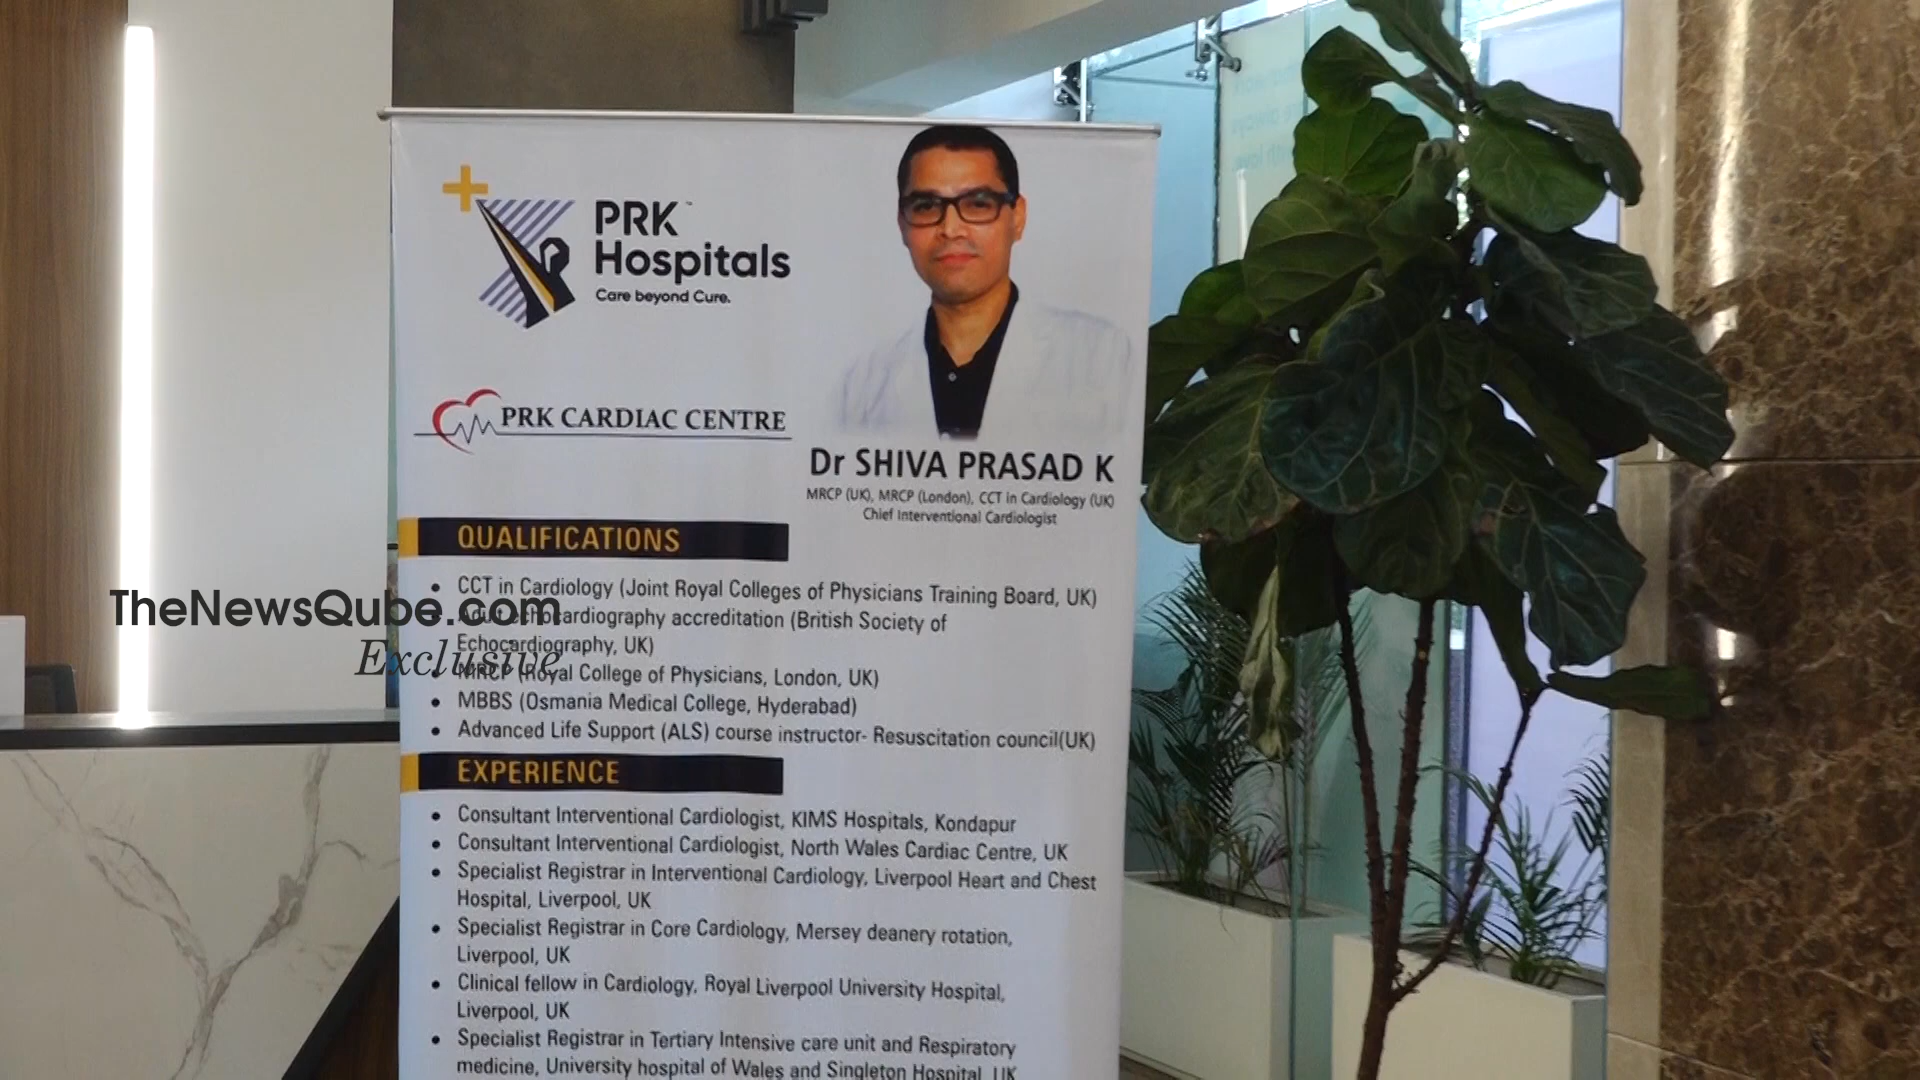 PRK™
Hospitals
Care beyond Cure.
PRK CARDIAC CENTRE
Dr SHIVA PRASAD K
MRCP (UK), MRCP (London), CCT in Cardiology (UK)
Chief Interventional Cardiologist
QUALIFICATIONS
• CCT in Cardiology (Joint Royal Colleges of Physicians Training Board, UK)
• Adult echocardiography accreditation (British Society of
Echocardiography, UK)
• MRCP (Royal College of Physicians, London, UK)
• MBBS (Osmania Medical College, Hyderabad)
• Advanced Life Support (ALS) course instructor- Resuscitation council(UK)
EXPERIENCE
• Consultant Interventional Cardiologist, KIMS Hospitals, Kondapur
• Consultant Interventional Cardiologist, North Wales Cardiac Centre, UK
• Specialist Registrar in Interventional Cardiology, Liverpool Heart and Chest
Hospital, Liverpool, UK
• Specialist Registrar in Core Cardiology, Mersey deanery rotation,
Liverpool, UK
• Clinical fellow in Cardiology, Royal Liverpool University Hospital,
Liverpool, UK
• Specialist Registrar in Tertiary Intensive care unit and Respiratory
medicine, University hospital of Wales and Singleton Hospital, UK
TheNewsQube.com
Exclusive